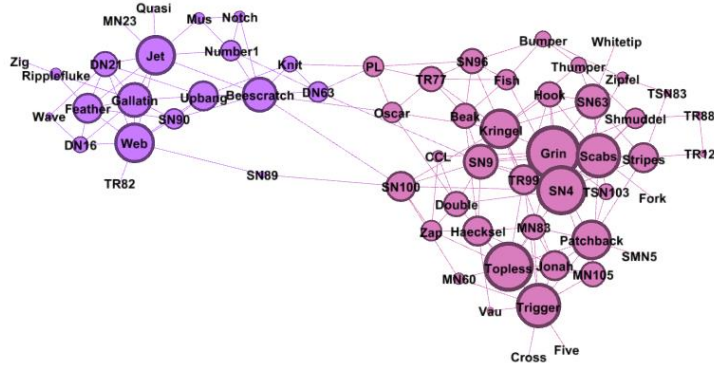 Quasi
MN23
Mus
Notch
Jet
Number1
Zig
DN21
Ripplefluke
Knit
Feather
Gallatin
Upbang
Beescratch
DN63
Wave
SN90
DN16
Web
TR82
SN89
PL
Oscar
TR77
SN96
Fish
Beak
Kringel
Bumper
Whitetip
Thumper
Zipfel
Hook
SN63
TSN83
Shmuddel
TR88
TR12
CCL
SN9
Grin
Scabs
Stripes
SN100
TR99
SN4
TSN103
Fork
Double
Zap
Haecksel
MN83
Patchback
SMN5
Topless
Jonah
MN105
MN60
Vau
Trigger
Cross
Five